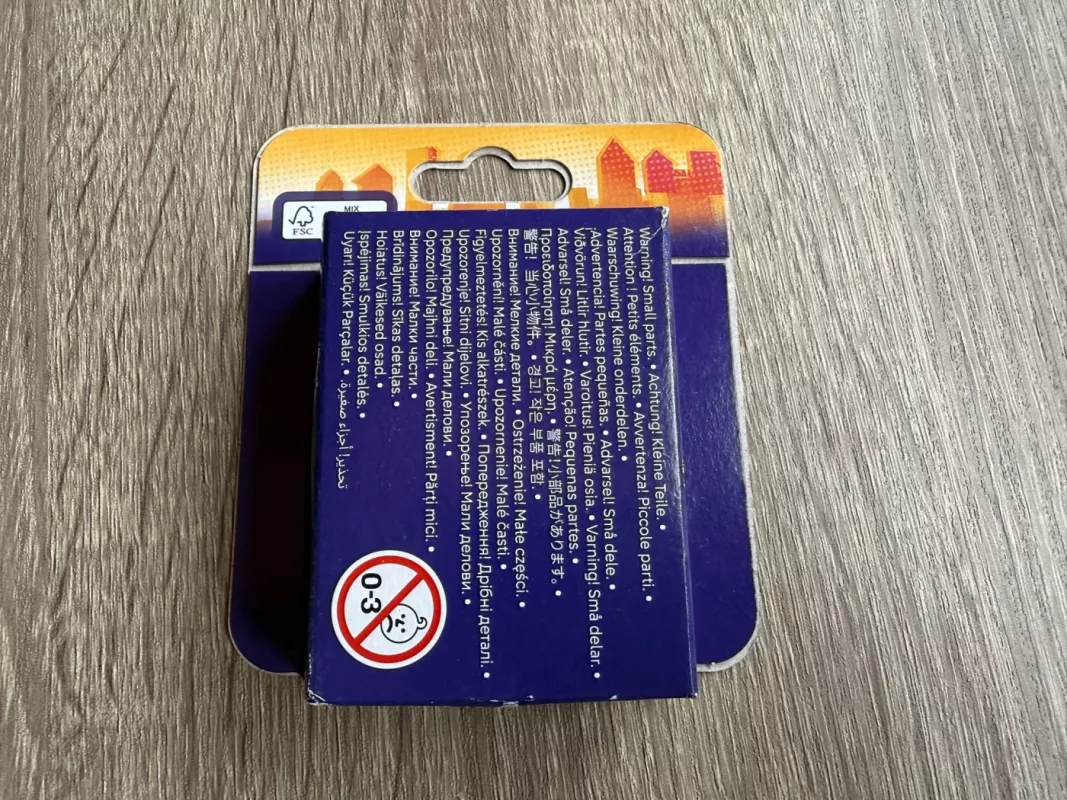 MIX
FSC
Warning! Small parts. • Achtung! Kleine Teile. •
Attention ! Petits éléments. • Avvertenza! Piccole parti. •
Waarschuwing! Kleine onderdelen. •
¡Advertencia! Partes pequeñas. • Advarsel! Små dele. •
Viðvörun! Litlir hlutir. • Varoitus! Pieniä osia. • Varning! Små delar. •
Advarsel! Små deler. • Atenção! Pequenas partes. •
Προειδοποίηση! Μικρά μέρη. • 警告!小部品があります。 •
警告! 当心小物件。 • 경고! 작은 부품 포함. •
Внимание! Мелкие детали. • Ostrzeżenie! Małe części. •
Upozornění! Malé části. • Upozornenie! Malé časti. •
Figyelmeztetés! Kis alkatrészek. • Попередження! Дрібні деталі. •
Upozorenje! Sitni dijelovi. • Упозорење! Мали делови. •
Предупредување! Мали делови. •
Opozorilo! Majhni deli. • Avertisment! Părți mici. •
Внимание! Малки части. •
Brīdinājums! Sīkas detaļas. •
Hoiatus! Väikesed osad. •
Įspėjimas! Smulkios detalės. •
Uyarı! Küçük Parçalar. • تحذير! أجزاء صغيرة.
0-3